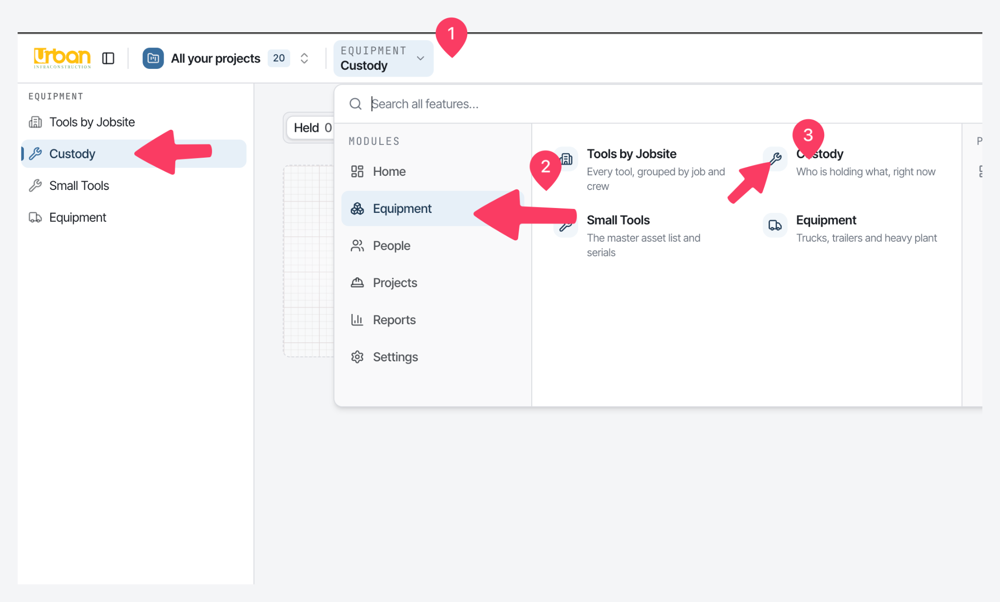 Urban
INFRACONSTRUCTION
All your projects 20
EQUIPMENT
Custody
1
EQUIPMENT
Tools by Jobsite
Custody
Small Tools
Equipment
Held 0
Search all features...
MODULES
Home
Equipment
People
Projects
Reports
Settings
2
Tools by Jobsite
Every tool, grouped by job and
crew
3
Custody
Who is holding what, right now
Small Tools
The master asset list and
serials
Equipment
Trucks, trailers and heavy plant
P